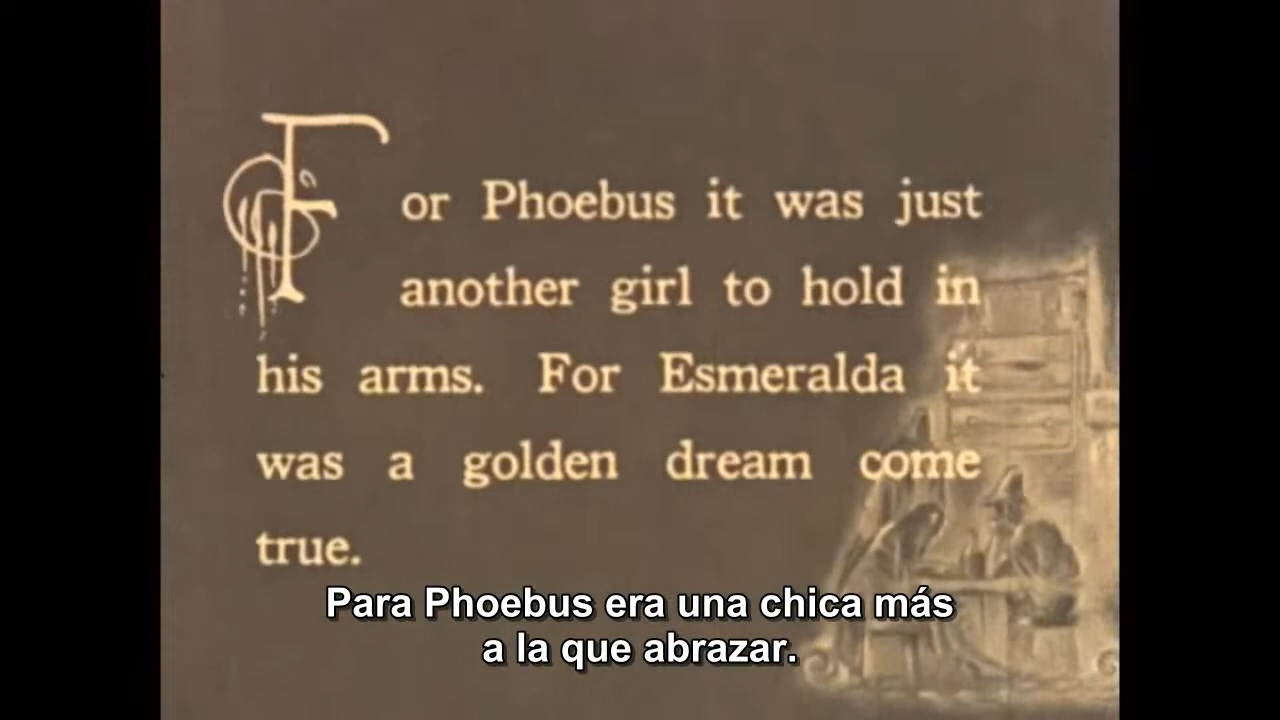 For Phoebus it was just
another girl to hold in
his arms. For Esmeralda it
was a golden dream come
true.
Para Phoebus era una chica más
a la que abrazar.